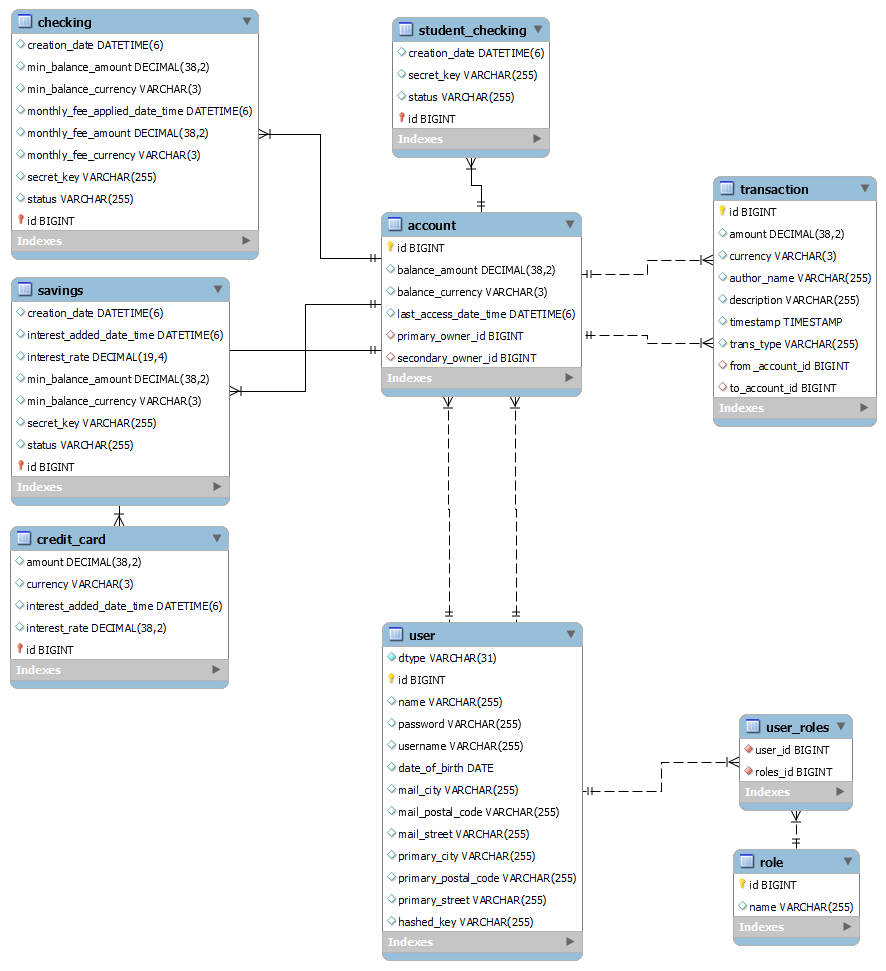 checking
creation_date DATETIME(6)
min_balance_amount DECIMAL(38,2)
min_balance_currency VARCHAR(3)
monthly_fee_applied_date_time DATETIME(6)
monthly_fee_amount DECIMAL(38,2)
monthly_fee_currency VARCHAR(3)
secret_key VARCHAR(255)
status VARCHAR(255)
id BIGINT
Indexes
student_checking
creation_date DATETIME(6)
secret_key VARCHAR(255)
status VARCHAR(255)
id BIGINT
Indexes
transaction
id BIGINT
amount DECIMAL(38,2)
currency VARCHAR(3)
author_name VARCHAR(255)
description VARCHAR(255)
timestamp TIMESTAMP
trans_type VARCHAR(255)
from_account_id BIGINT
to_account_id BIGINT
Indexes
account
id BIGINT
balance_amount DECIMAL(38,2)
balance_currency VARCHAR(3)
last_access_date_time DATETIME(6)
primary_owner_id BIGINT
secondary_owner_id BIGINT
Indexes
savings
creation_date DATETIME(6)
interest_added_date_time DATETIME(6)
interest_rate DECIMAL(19,4)
min_balance_amount DECIMAL(38,2)
min_balance_currency VARCHAR(3)
secret_key VARCHAR(255)
status VARCHAR(255)
id BIGINT
Indexes
credit_card
amount DECIMAL(38,2)
currency VARCHAR(3)
interest_added_date_time DATETIME(6)
interest_rate DECIMAL(38,2)
id BIGINT
Indexes
user
dtype VARCHAR(31)
id BIGINT
name VARCHAR(255)
password VARCHAR(255)
username VARCHAR(255)
date_of_birth DATE
mail_city VARCHAR(255)
mail_postal_code VARCHAR(255)
mail_street VARCHAR(255)
primary_city VARCHAR(255)
primary_postal_code VARCHAR(255)
primary_street VARCHAR(255)
hashed_key VARCHAR(255)
Indexes
user_roles
user_id BIGINT
roles_id BIGINT
Indexes
role
id BIGINT
name VARCHAR(255)
Indexes